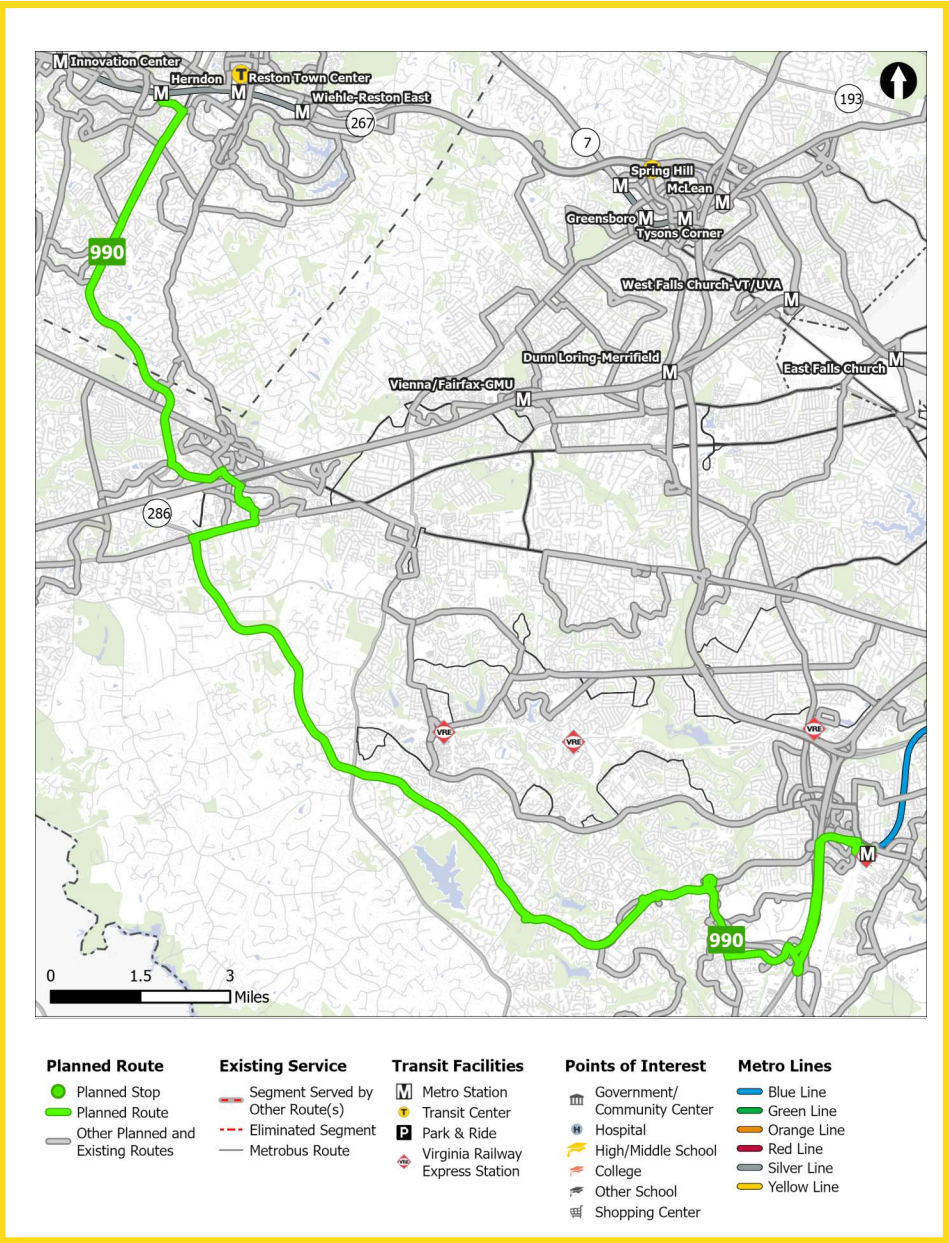 Innovation Center
Herndon
Reston Town Center
Wiehle-Reston East
267
193
7
Spring Hill
McLean
Greensboro
Tysons Corner
990
West Falls Church-VT/UVA
Dunn Loring-Merrifield
East Falls Church
Vienna/Fairfax-GMU
286
VRE
VRE
VRE
990
0 1.5 3
Miles
Planned Route
Planned Stop
Planned Route
Other Planned and
Existing Routes
Existing Service
Segment Served by
Other Route(s)
Eliminated Segment
Metrobus Route
Transit Facilities
M Metro Station
T Transit Center
P Park & Ride
VRE Virginia Railway
Express Station
Points of Interest
Government/
Community Center
H Hospital
High/Middle School
College
Other School
Shopping Center
Metro Lines
Blue Line
Green Line
Orange Line
Red Line
Silver Line
Yellow Line